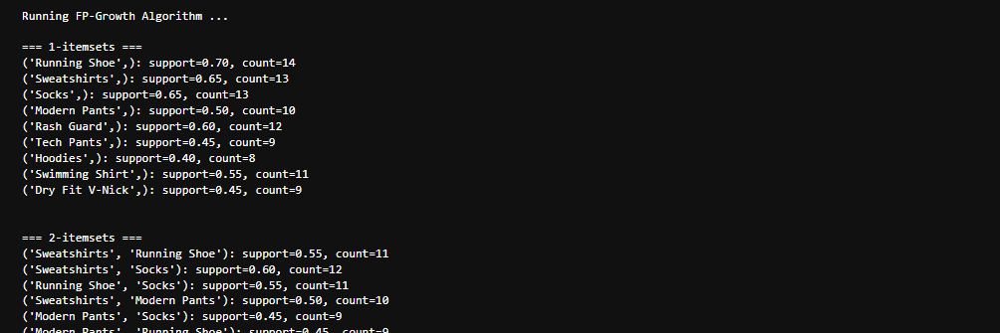 Running FP-Growth Algorithm ...
=== 1-itemsets ===
('Running Shoe',): support=0.70, count=14
('Sweatshirts',): support=0.65, count=13
('Socks',): support=0.65, count=13
('Modern Pants',): support=0.50, count=10
('Rash Guard',): support=0.60, count=12
('Tech Pants',): support=0.45, count=9
('Hoodies',): support=0.40, count=8
('Swimming Shirt',): support=0.55, count=11
('Dry Fit V-Nick',): support=0.45, count=9
=== 2-itemsets ===
('Sweatshirts', 'Running Shoe'): support=0.55, count=11
('Sweatshirts', 'Socks'): support=0.60, count=12
('Running Shoe', 'Socks'): support=0.55, count=11
('Sweatshirts', 'Modern Pants'): support=0.50, count=10
('Modern Pants', 'Socks'): support=0.45, count=9
('Modern Pants', 'Running Shoe'): support=0.45, count=9